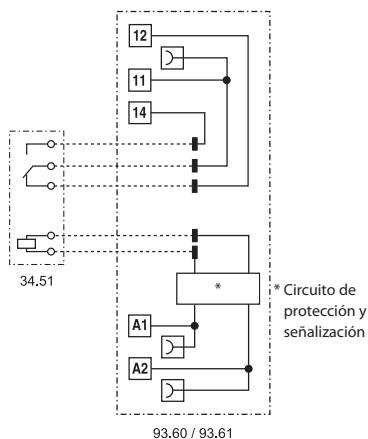 12
11
14
34.51
*
* Circuito de
protección y
señalización
A1
A2
93.60 / 93.61